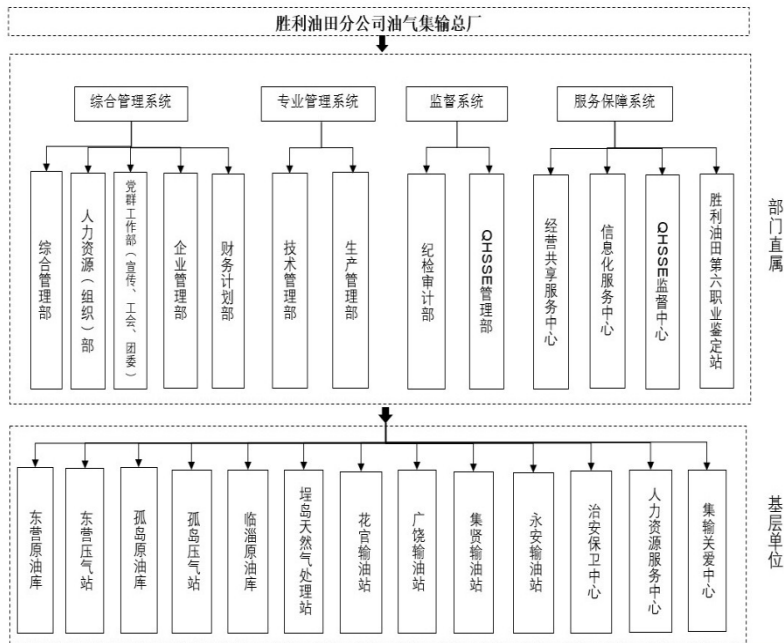 胜利油田分公司油气集输总厂
综合管理系统
专业管理系统
监督系统
服务保障系统
综合管理部
人力资源（组织）部
党群工作部（宣传、工会、团委）
企业管理部
财务计划部
技术管理部
生产管理部
纪检审计部
QHSSE管理部
经营共享服务中心
信息化服务中心
QHSSE监督中心
胜利油田第六职业鉴定站
部门直属
东营原油库
东营压气站
孤岛原油库
孤岛压气站
临淄原油库
埕岛天然气处理站
花官输油站
广饶输油站
集贤输油站
永安输油站
治安保卫中心
人力资源服务中心
集输关爱中心
基层单位